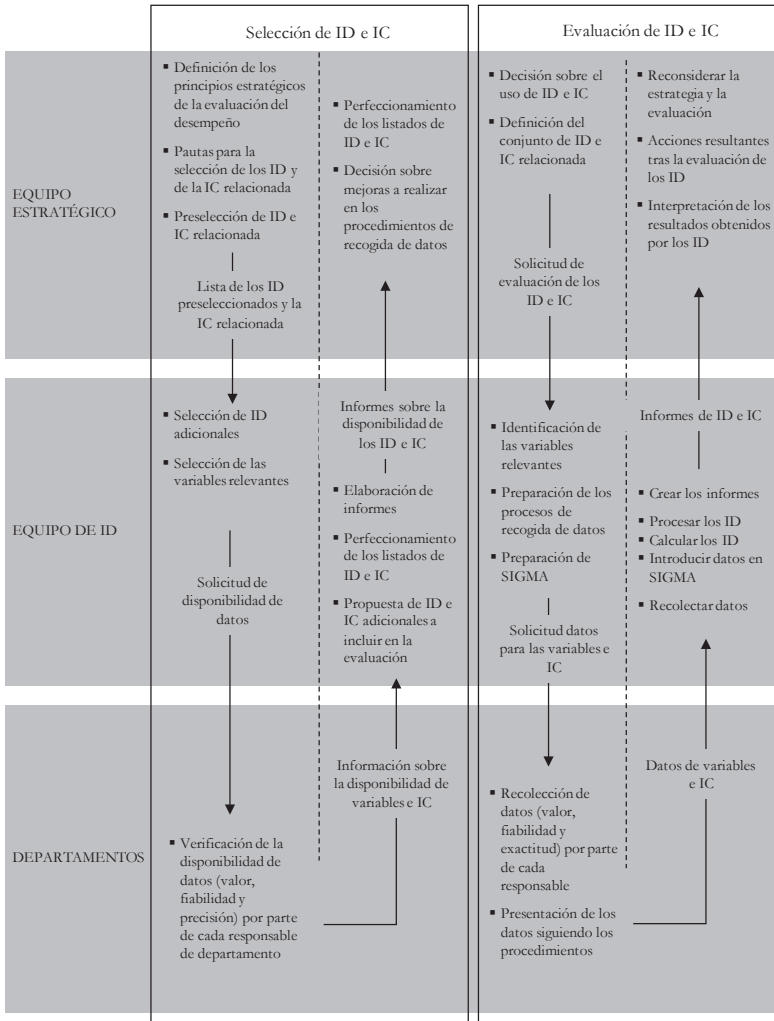 Selección de ID e IC
Evaluación de ID e IC
EQUIPO
ESTRATÉGICO
▪ Definición de los
principios estratégicos
de la evaluación del
desempeño
▪ Pautas para la
selección de los ID y
de la IC relacionada
▪ Preselección de ID e
IC relacionada
Lista de los ID
preseleccionados y la
IC relacionada
▪ Perfeccionamiento
de los listados de
ID e IC
▪ Decisión sobre
mejoras a realizar
en los
procedimientos de
recogida de datos
▪ Decisión sobre el
uso de ID e IC
▪ Definición del
conjunto de ID e
IC relacionada
Solicitud de
evaluación de los
ID e IC
▪ Reconsiderar la
estrategia y la
evaluación
▪ Acciones resultantes
tras la evaluación de
los ID
▪ Interpretación de los
resultados obtenidos
por los ID
EQUIPO DE ID
▪ Selección de ID
adicionales
▪ Selección de las
variables relevantes
Solicitud de
disponibilidad de
datos
Informes sobre la
disponibilidad de
los ID e IC
▪ Elaboración de
informes
▪ Perfeccionamiento
de los listados de
ID e IC
▪ Propuesta de ID e
IC adicionales a
incluir en la
evaluación
▪ Identificación de
las variables
relevantes
▪ Preparación de los
procesos de
recogida de datos
▪ Preparación de
SIGMA
Solicitud datos
para las variables e
IC
Informes de ID e IC
▪ Crear los informes
▪ Procesar los ID
▪ Calcular los ID
▪ Introducir datos en
SIGMA
▪ Recolectar datos
DEPARTAMENTOS
▪ Verificación de la
disponibilidad de
datos (valor,
fiabilidad y
precisión) por parte
de cada responsable
de departamento
Información sobre
la disponibilidad de
variables e IC
▪ Recolección de
datos (valor,
fiabilidad y
exactitud) por parte
de cada
responsable
▪ Presentación de los
datos siguiendo los
procedimientos
Datos de variables
e IC